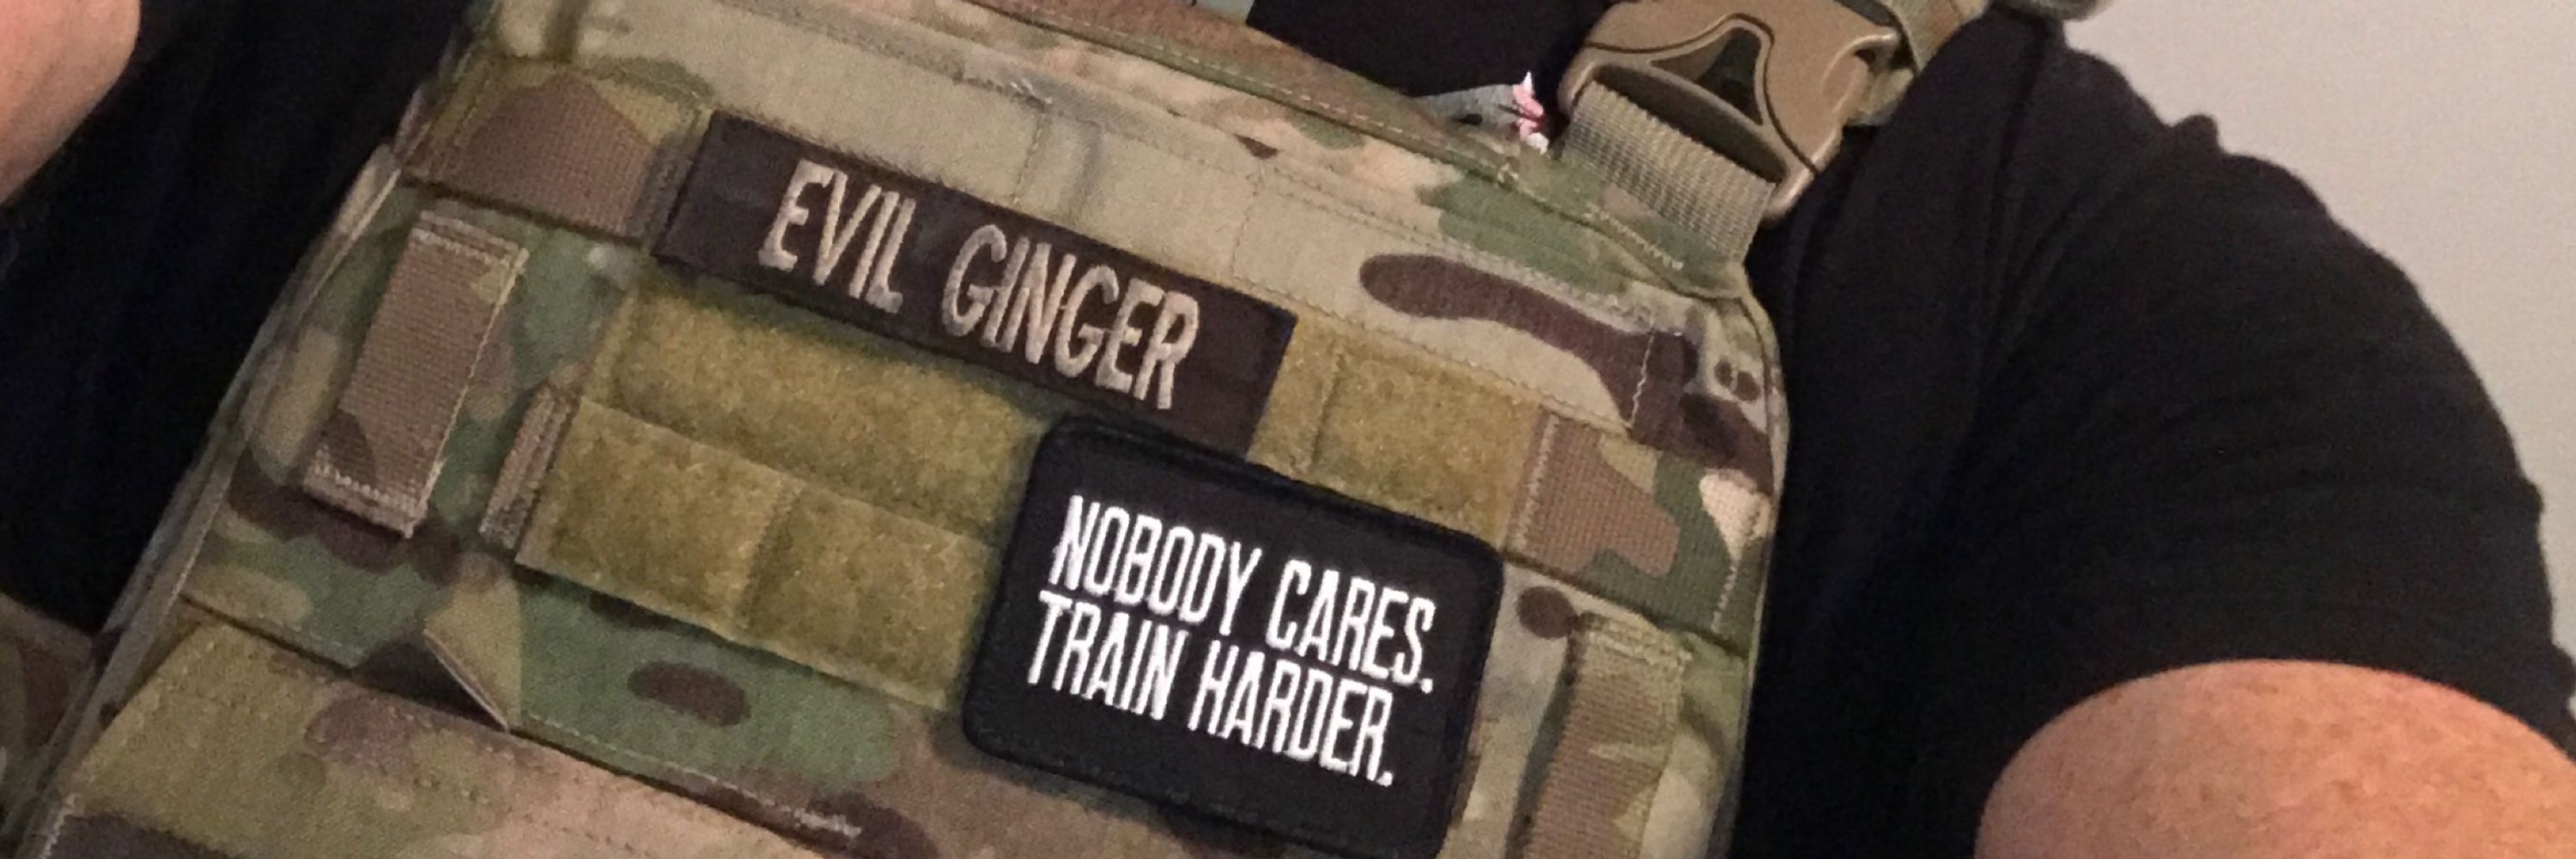 EVIL GINGER
NOBODY CARES.
TRAIN HARDER.